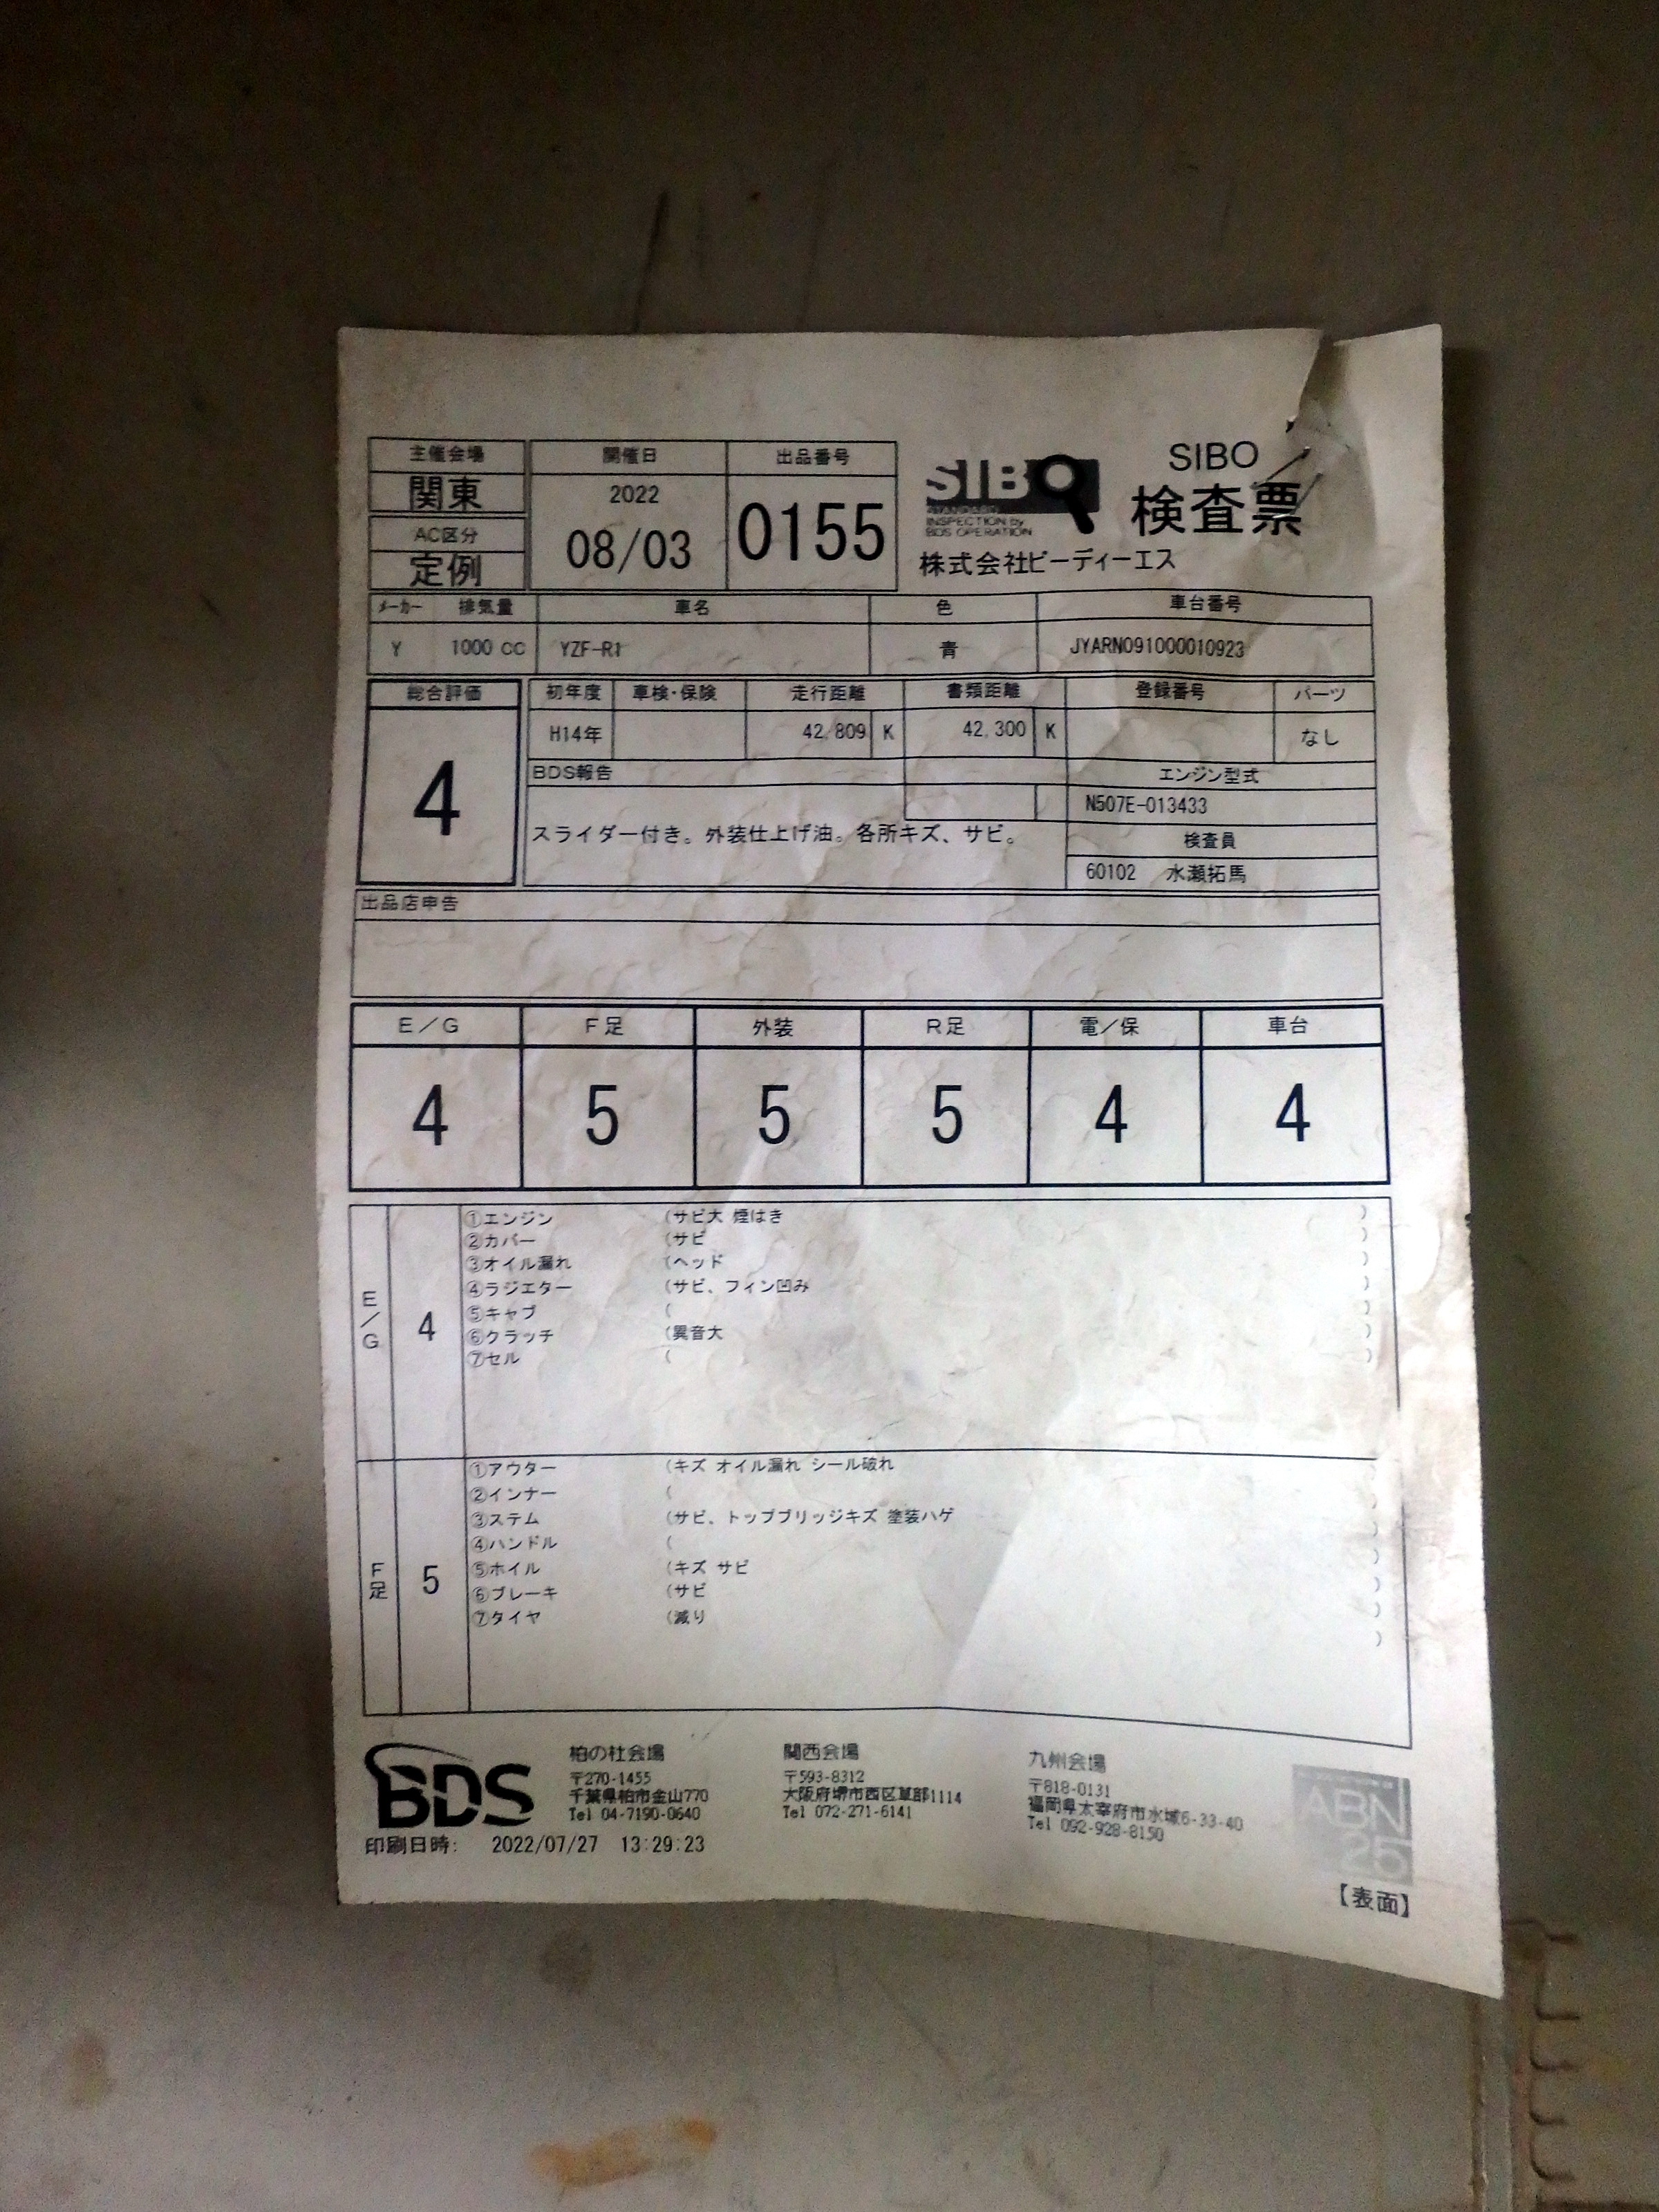 主催会場 開催日 出品番号
関東 2022 08/03 0155
AC区分
定例
SIBO
STANDARD
INSPECTION by
BDS OPERATION
SIBO
検査票
株式会社ビーディーエス
メーカー 排気量 車名 色 車台番号
Y 1000 CC YZF-R1 青 JYARN091000010923
総合評価 初年度 車検・保険 走行距離 書類距離 登録番号 パーツ
4 H14年 42,809 K 42,300 K なし
BDS報告 エンジン型式
N507E-013433
スライダー付き。外装仕上げ油。各所キズ、サビ。
検査員
60102 水瀬拓馬
出品店申告
E/G F足 外装 R足 電/保 車台
4 5 5 5 4 4
E/G 4
①エンジン (サビ大 煙はき )
②カバー (サビ )
③オイル漏れ (ヘッド )
④ラジエター (サビ、フィン凹み )
⑤キャブ ( )
⑥クラッチ (異音大 )
⑦セル ( )
F足 5
①アウター (キズ オイル漏れ シール破れ )
②インナー ( )
③ステム (サビ、トップブリッジキズ 塗装ハゲ )
④ハンドル ( )
⑤ホイル (キズ サビ )
⑥ブレーキ (サビ )
⑦タイヤ (減り )
BDS
柏の杜会場
〒270-1455
千葉県柏市金山770
Tel 04-7190-0640
関西会場
〒593-8312
大阪府堺市西区草部1114
Tel 072-271-6141
九州会場
〒818-0131
福岡県太宰府市水城6-33-40
Tel 092-928-8150
ABN
25
印刷日時: 2022/07/27 13:29:23
【表面】